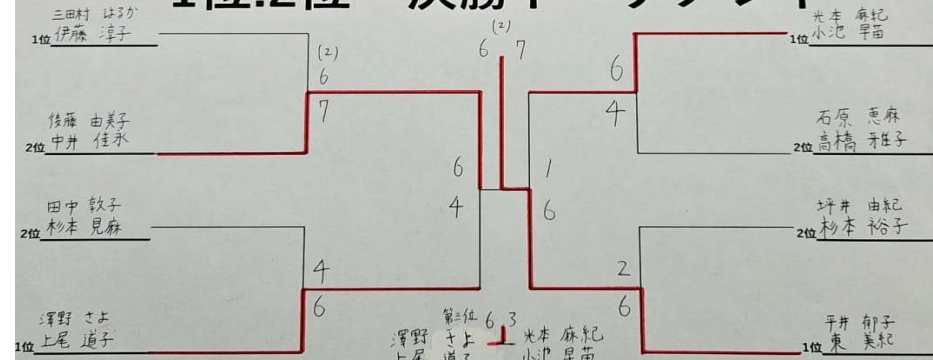 1位.2位 決勝トーナメント
三田村 はるか
1位 伊藤 淳子
後藤 由美子
2位 中井 佳永
田中 敦子
2位 杉本 見麻
澤野 さよ
1位 上尾 道子
(2)
6
7
4
6
6
4
(2)
6 7
1
6
6
4
2
6
光本 麻紀
1位 小池 早苗
石原 恵麻
2位 高橋 雅子
坪井 由紀
2位 杉本 裕子
平井 郁子
1位 東 美紀
第三位 6 3
澤野 さよ 光本 麻紀
上尾 道子 小池 早苗